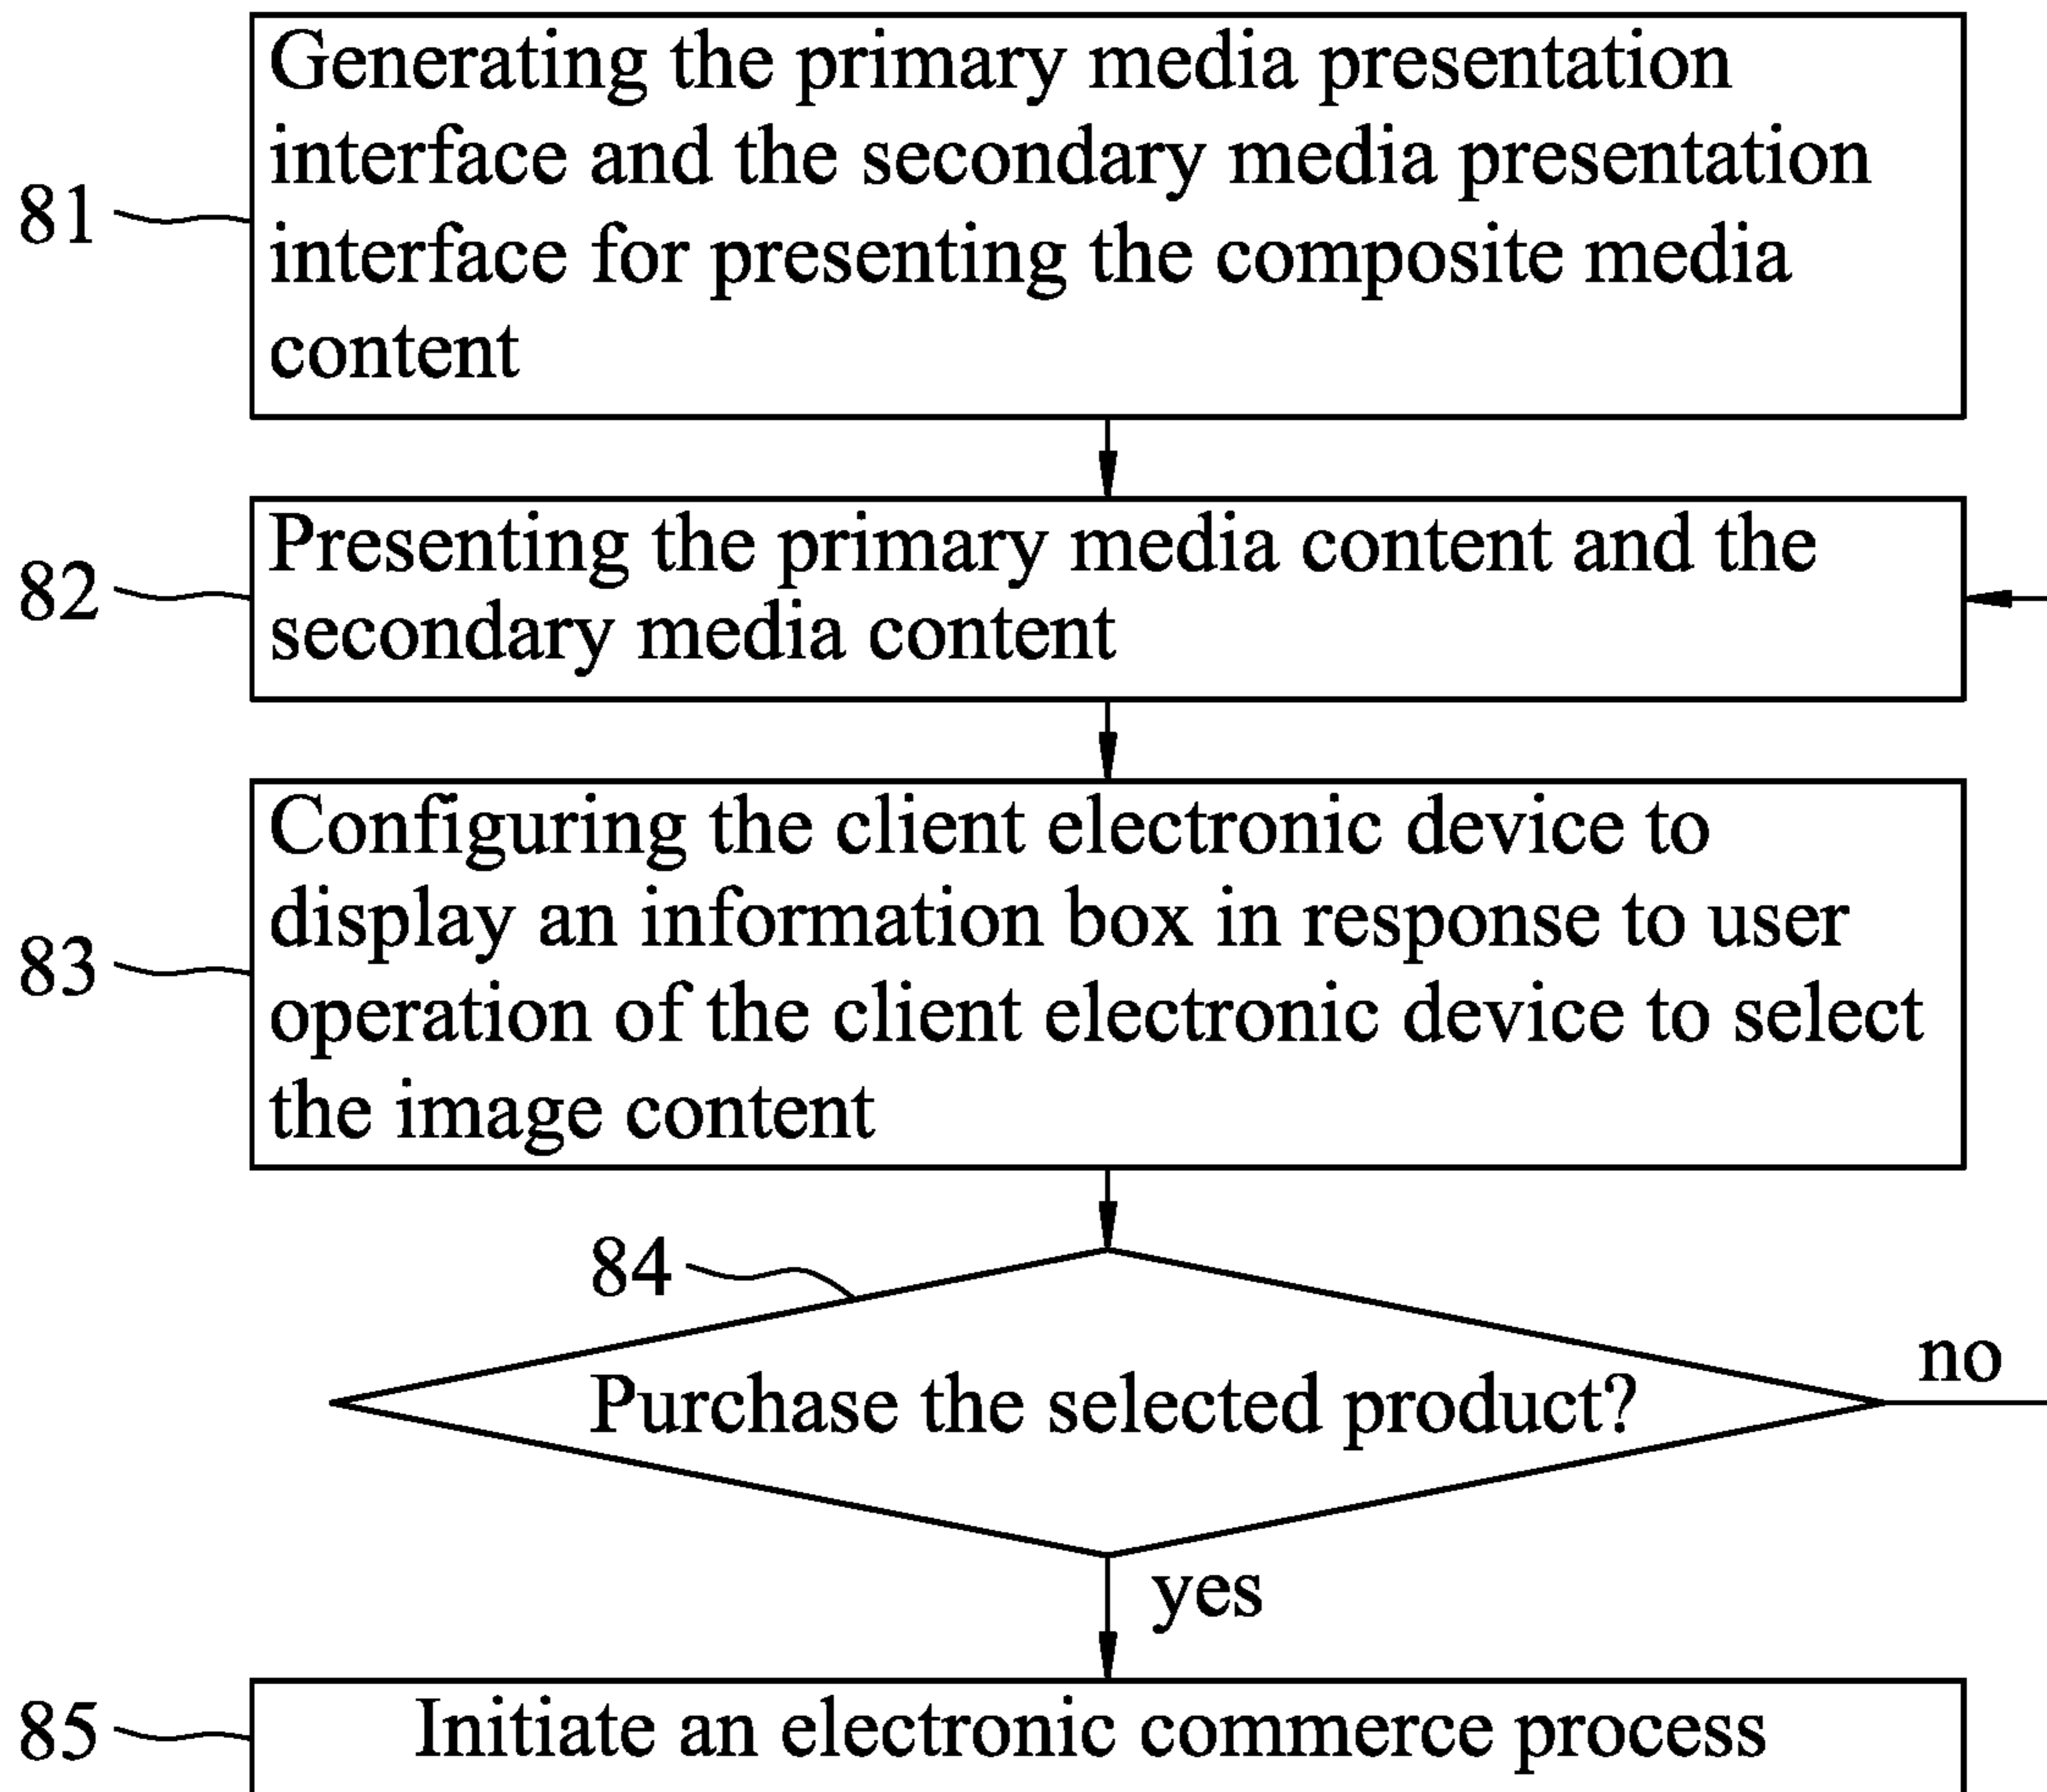 81
Generating the primary media presentation
interface and the secondary media presentation
interface for presenting the composite media
content
82
Presenting the primary media content and the
secondary media content
83
Configuring the client electronic device to
display an information box in response to user
operation of the client electronic device to select
the image content
84
Purchase the selected product?
no
yes
85
Initiate an electronic commerce process